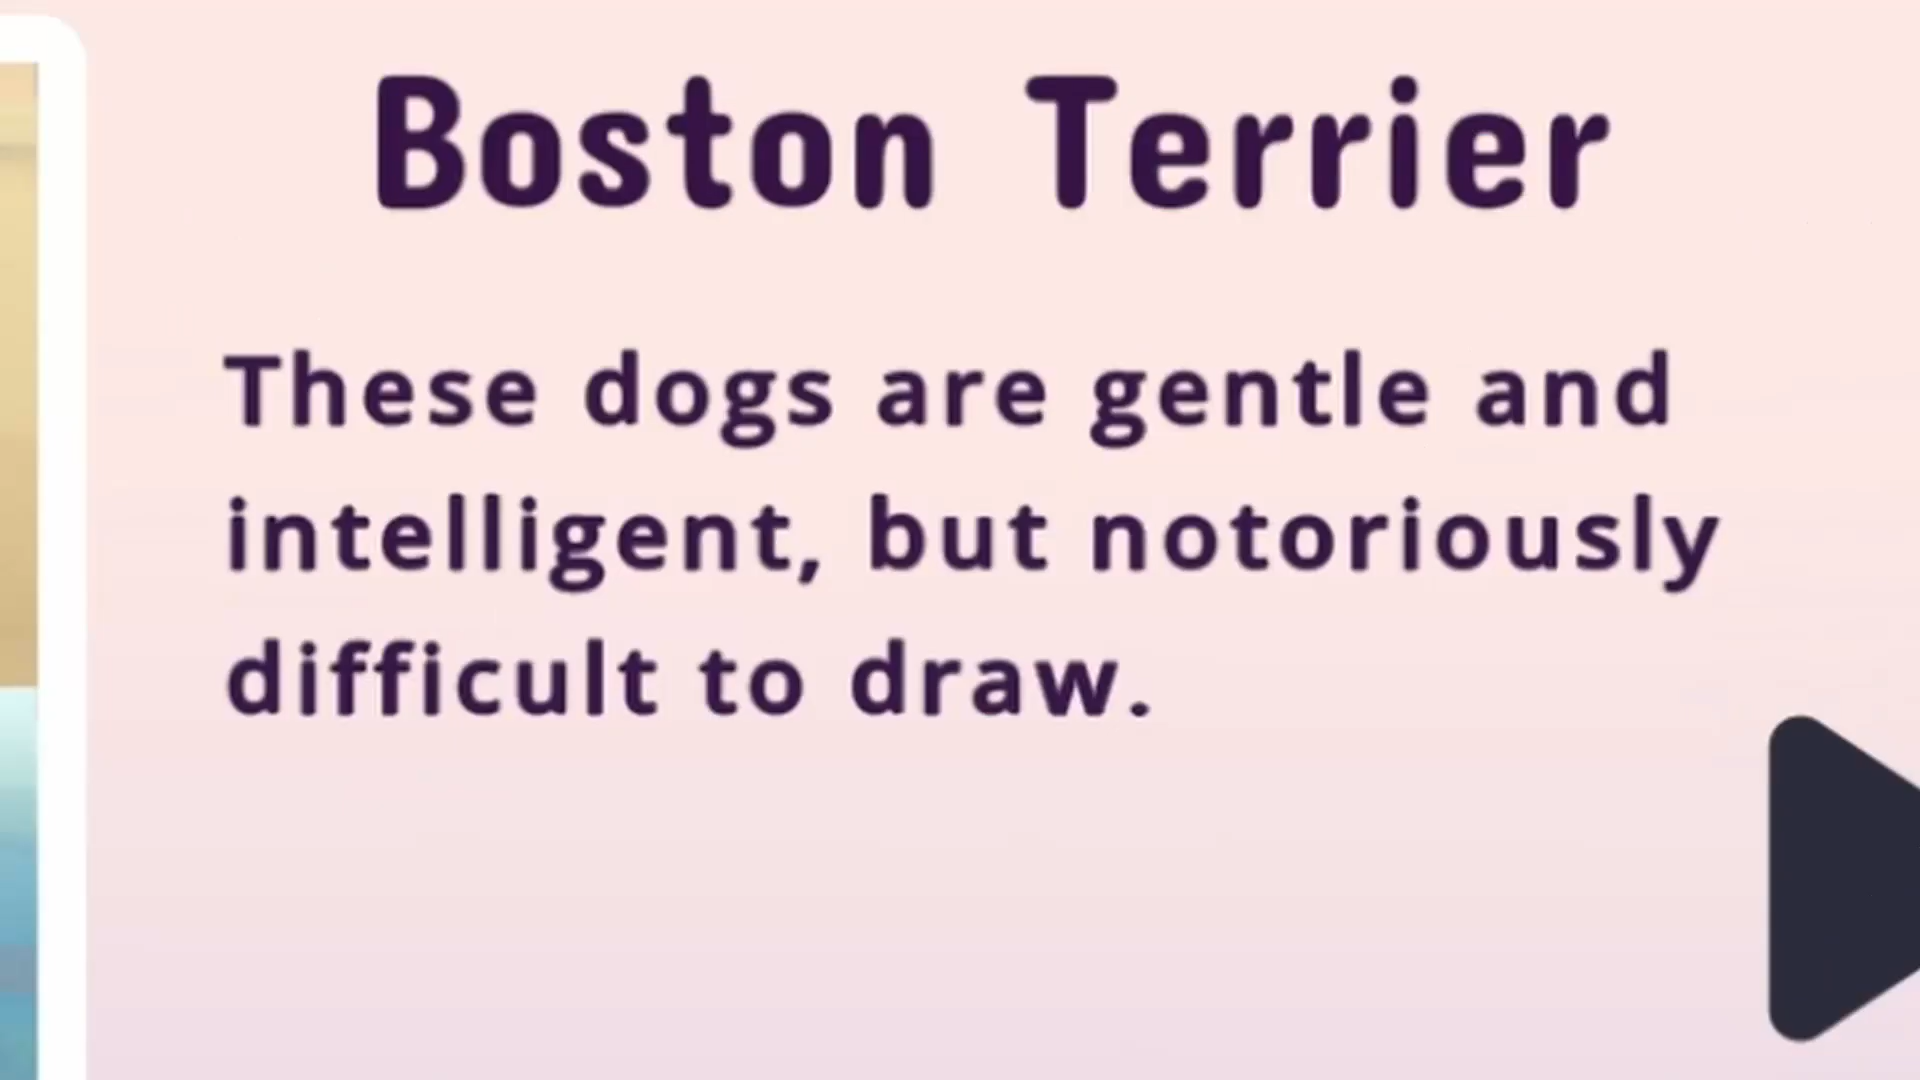 Boston Terrier
These dogs are gentle and
intelligent, but notoriously
difficult to draw.